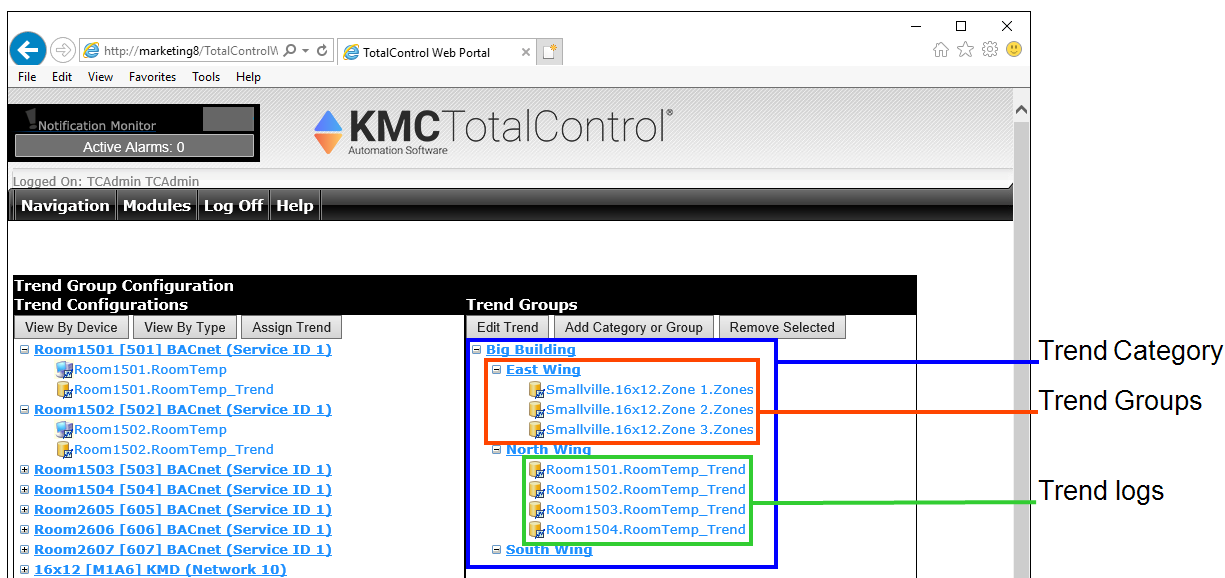 http://marketing8/TotalControlW
TotalControl Web Portal
File Edit View Favorites Tools Help
Notification Monitor
Active Alarms: 0
KMCTotalControl®
Automation Software
Logged On: TCAdmin TCAdmin
Navigation Modules Log Off Help
Trend Group Configuration
Trend Configurations
View By Device View By Type Assign Trend
Room1501 [501] BACnet (Service ID 1)
Room1501.RoomTemp
Room1501.RoomTemp_Trend
Room1502 [502] BACnet (Service ID 1)
Room1502.RoomTemp
Room1502.RoomTemp_Trend
Room1503 [503] BACnet (Service ID 1)
Room1504 [504] BACnet (Service ID 1)
Room2605 [605] BACnet (Service ID 1)
Room2606 [606] BACnet (Service ID 1)
Room2607 [607] BACnet (Service ID 1)
16x12 [M1A6] KMD (Network 10)
Trend Groups
Edit Trend Add Category or Group Remove Selected
Big Building
East Wing
Smallville.16x12.Zone 1.Zones
Smallville.16x12.Zone 2.Zones
Smallville.16x12.Zone 3.Zones
North Wing
Room1501.RoomTemp_Trend
Room1502.RoomTemp_Trend
Room1503.RoomTemp_Trend
Room1504.RoomTemp_Trend
South Wing
Trend Category
Trend Groups
Trend logs